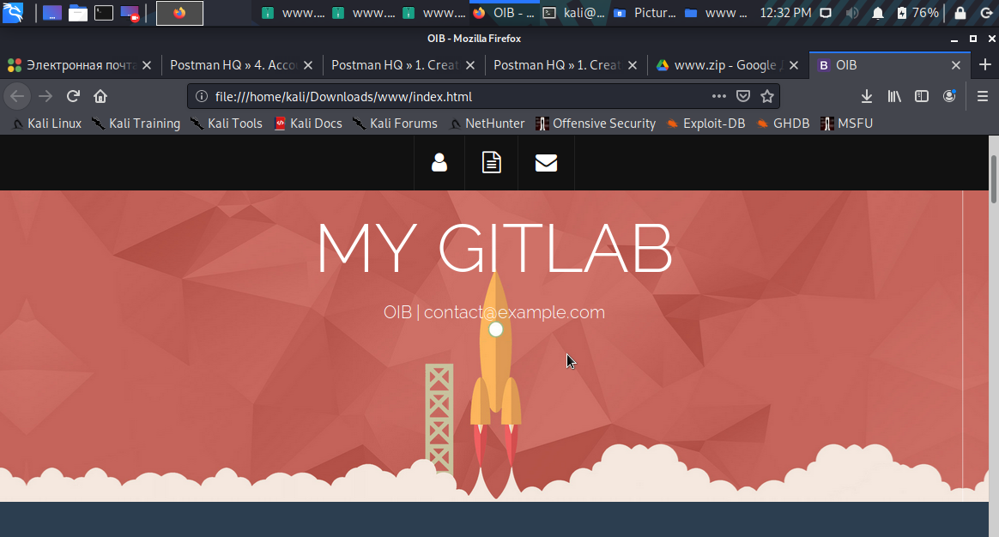 www.... www.... www.... OIB - ... kali@... Pictur... www ... 12:32 PM 76%
OIB - Mozilla Firefox
Электронная почта Postman HQ » 4. Acco Postman HQ » 1. Creat Postman HQ » 1. Creat www.zip - Google B OIB
file:///home/kali/Downloads/www/index.html
Kali Linux Kali Training Kali Tools Kali Docs Kali Forums NetHunter Offensive Security Exploit-DB GHDB MSFU
MY GITLAB
OIB | contact@example.com